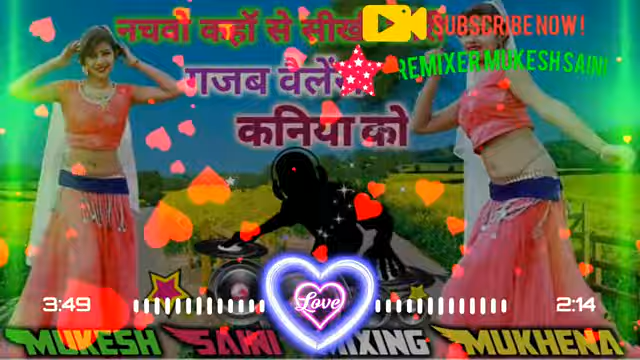 नचवो कहाँ से सीखी
SUBSCRIBE NOW !
गजब
REMIXER MUKESH SAINI
कनिया को
Love
3:49
2:14
MUKESH SAINI MIXING MUKHENA